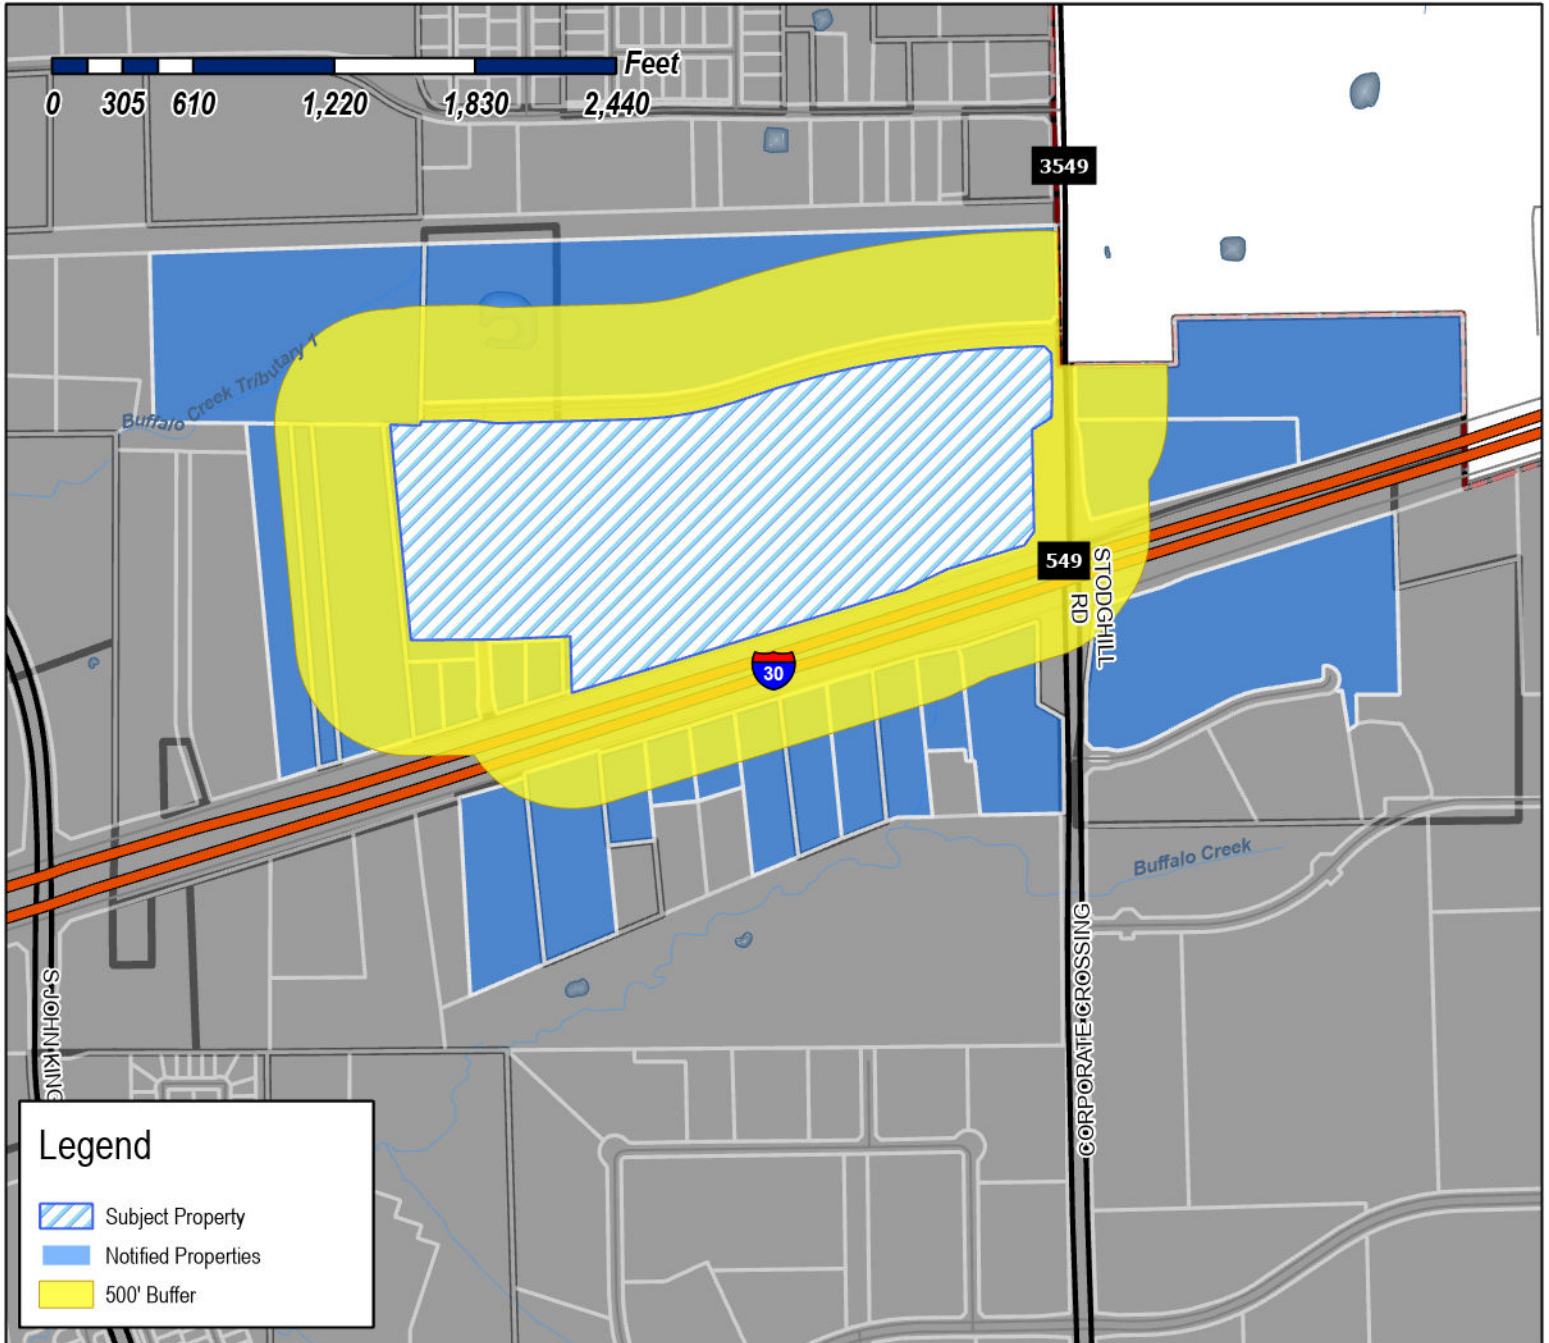 Feet
0 305 610 1,220 1,830 2,440
3549
Buffalo Creek Tributary 1
549
STODGHILL
RD
30
Buffalo Creek
CORPORATE CROSSING
S JOHN KING
Legend
Subject Property
Notified Properties
500' Buffer